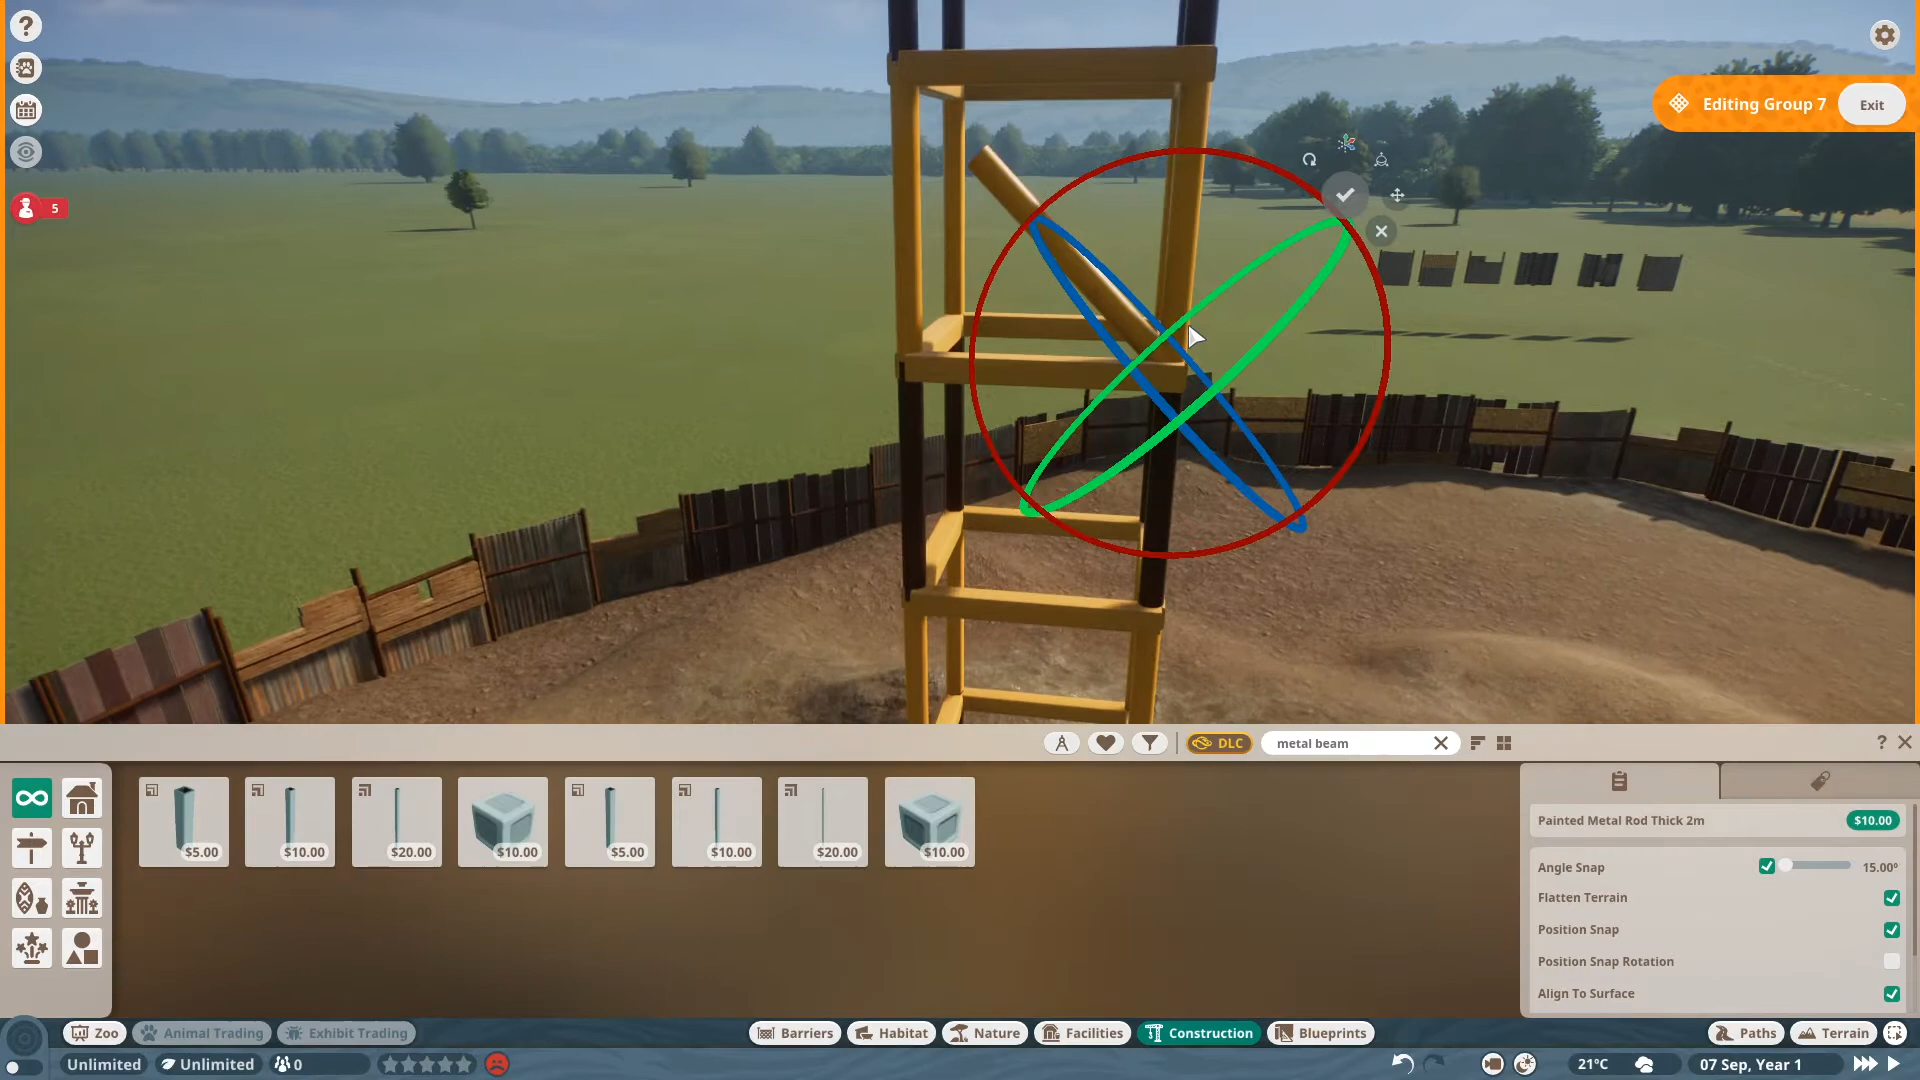 ?
Editing Group 7
Exit
5
DLC
metal beam
?
$5.00
$10.00
$20.00
$10.00
$5.00
$10.00
$20.00
$10.00
Painted Metal Rod Thick 2m
$10.00
Angle Snap
15.00°
Flatten Terrain
Position Snap
Position Snap Rotation
Align To Surface
Zoo
Animal Trading
Exhibit Trading
Barriers
Habitat
Nature
Facilities
Construction
Blueprints
Paths
Terrain
Unlimited
Unlimited
0
21°C
07 Sep, Year 1